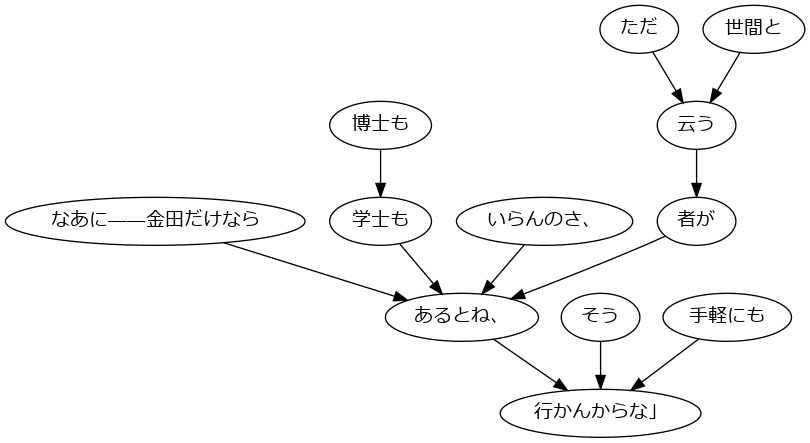 ただ
世間と
博士も
云う
なあに――金田だけなら
学士も
いらんのさ、
者が
あるとね、
そう
手軽にも
行かんからな」